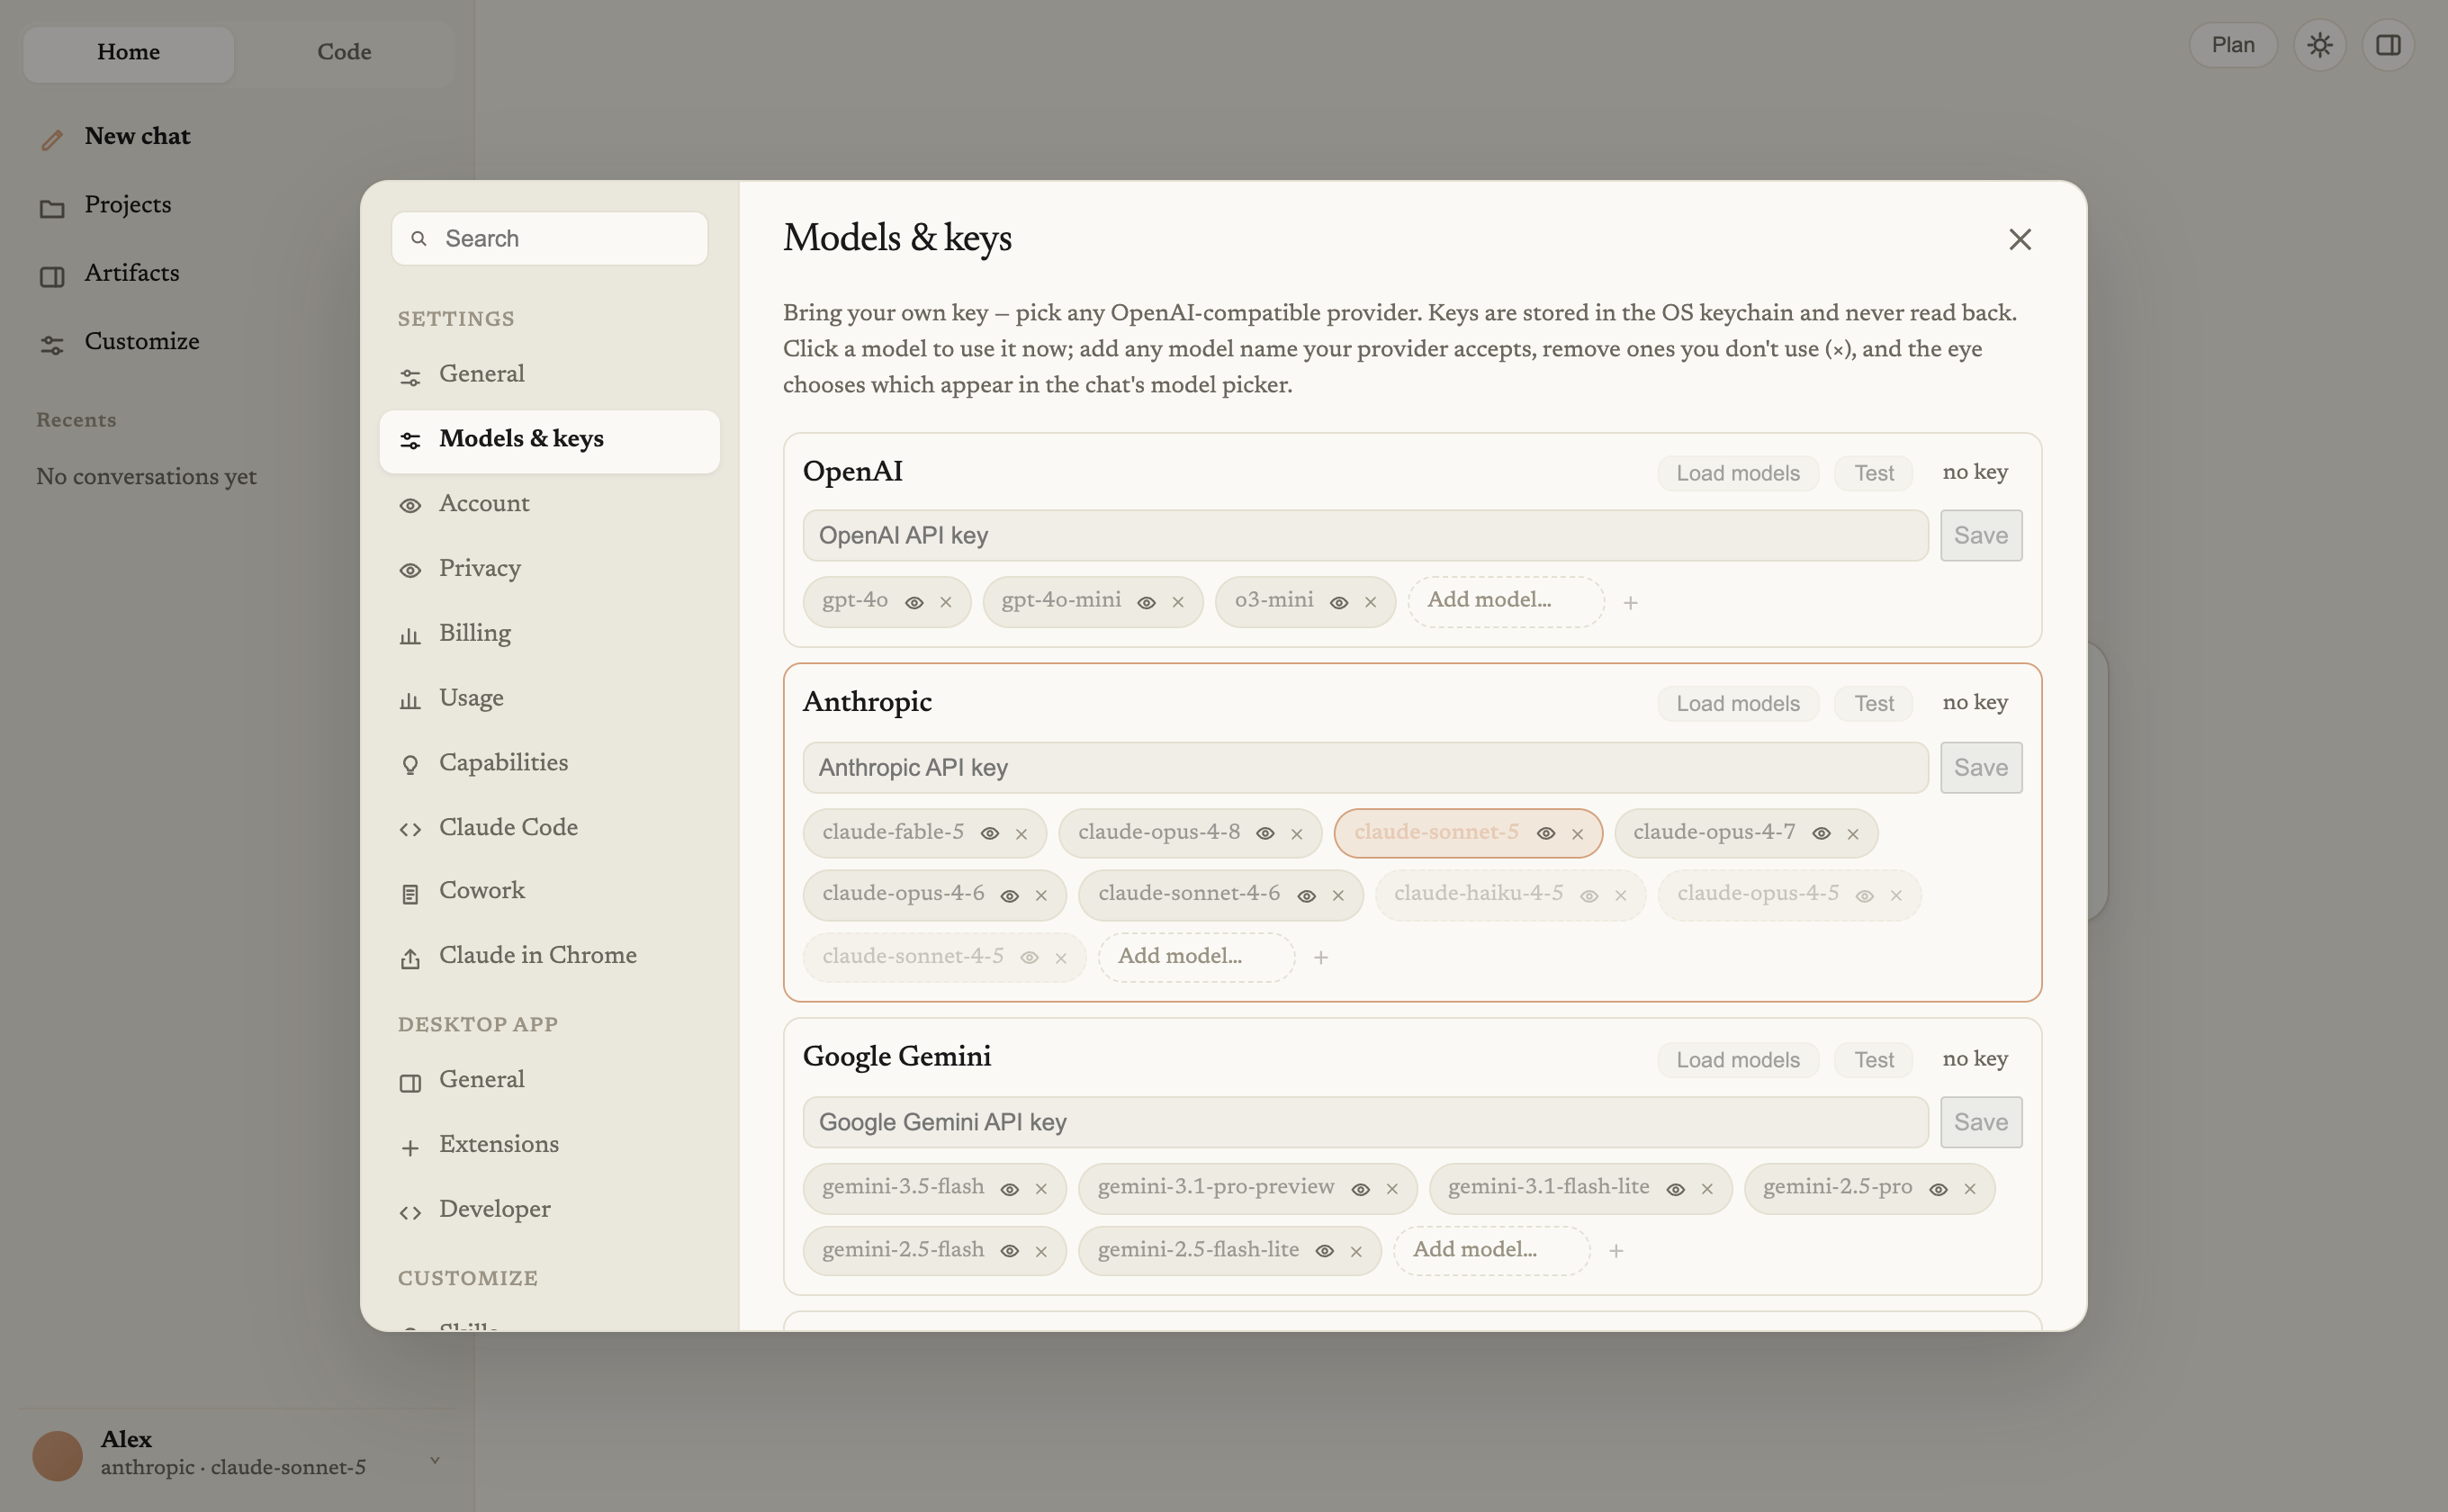 Home
Code
New chat
Projects
Artifacts
Customize
Recents
No conversations yet
Alex
anthropic · claude-sonnet-5
Plan
Search
SETTINGS
General
Models & keys
Account
Privacy
Billing
Usage
Capabilities
Claude Code
Cowork
Claude in Chrome
DESKTOP APP
General
Extensions
Developer
CUSTOMIZE
Skills
Models & keys
Bring your own key — pick any OpenAI-compatible provider. Keys are stored in the OS keychain and never read back.
Click a model to use it now; add any model name your provider accepts, remove ones you don't use (×), and the eye
chooses which appear in the chat's model picker.
OpenAI
Load models Test no key
OpenAI API key
Save
gpt-4o × gpt-4o-mini × o3-mini × Add model... +
Anthropic
Load models Test no key
Anthropic API key
Save
claude-fable-5 × claude-opus-4-8 × claude-sonnet-5 × claude-opus-4-7 ×
claude-opus-4-6 × claude-sonnet-4-6 × claude-haiku-4-5 × claude-opus-4-5 ×
claude-sonnet-4-5 × Add model... +
Google Gemini
Load models Test no key
Google Gemini API key
Save
gemini-3.5-flash × gemini-3.1-pro-preview × gemini-3.1-flash-lite × gemini-2.5-pro ×
gemini-2.5-flash × gemini-2.5-flash-lite × Add model... +